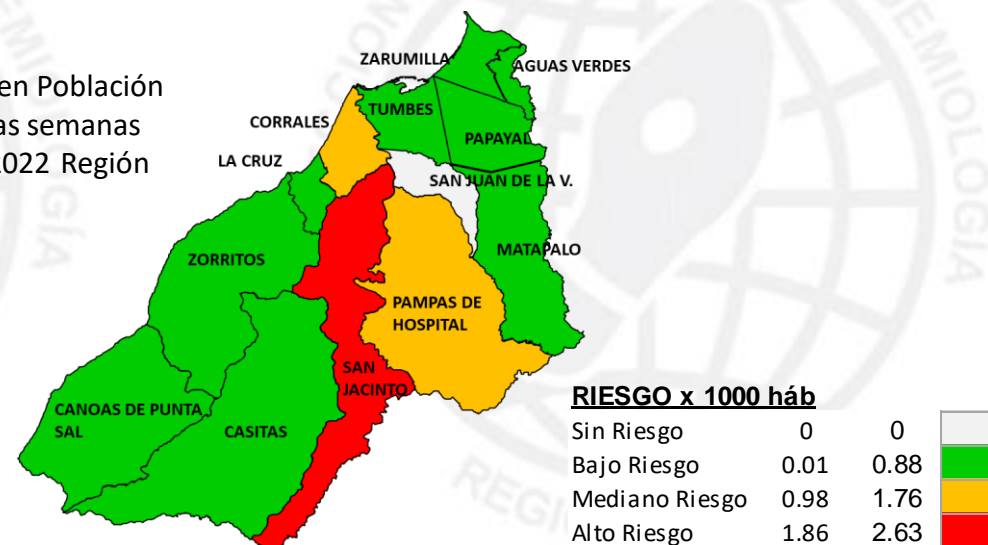 en Población
as semanas
2022 Región
ZARUMILLA
AGUAS VERDES
TUMBES
CORRALES
PAPAYAL
LA CRUZ
SAN JUAN DE LA V.
MATAPALO
ZORRITOS
PAMPAS DE
HOSPITAL
SAN
JACINTO
CANOAS DE PUNTA
SAL
CASITAS
RIESGO x 1000 háb
Sin Riesgo 0 0
Bajo Riesgo 0.01 0.88
Mediano Riesgo 0.98 1.76
Alto Riesgo 1.86 2.63